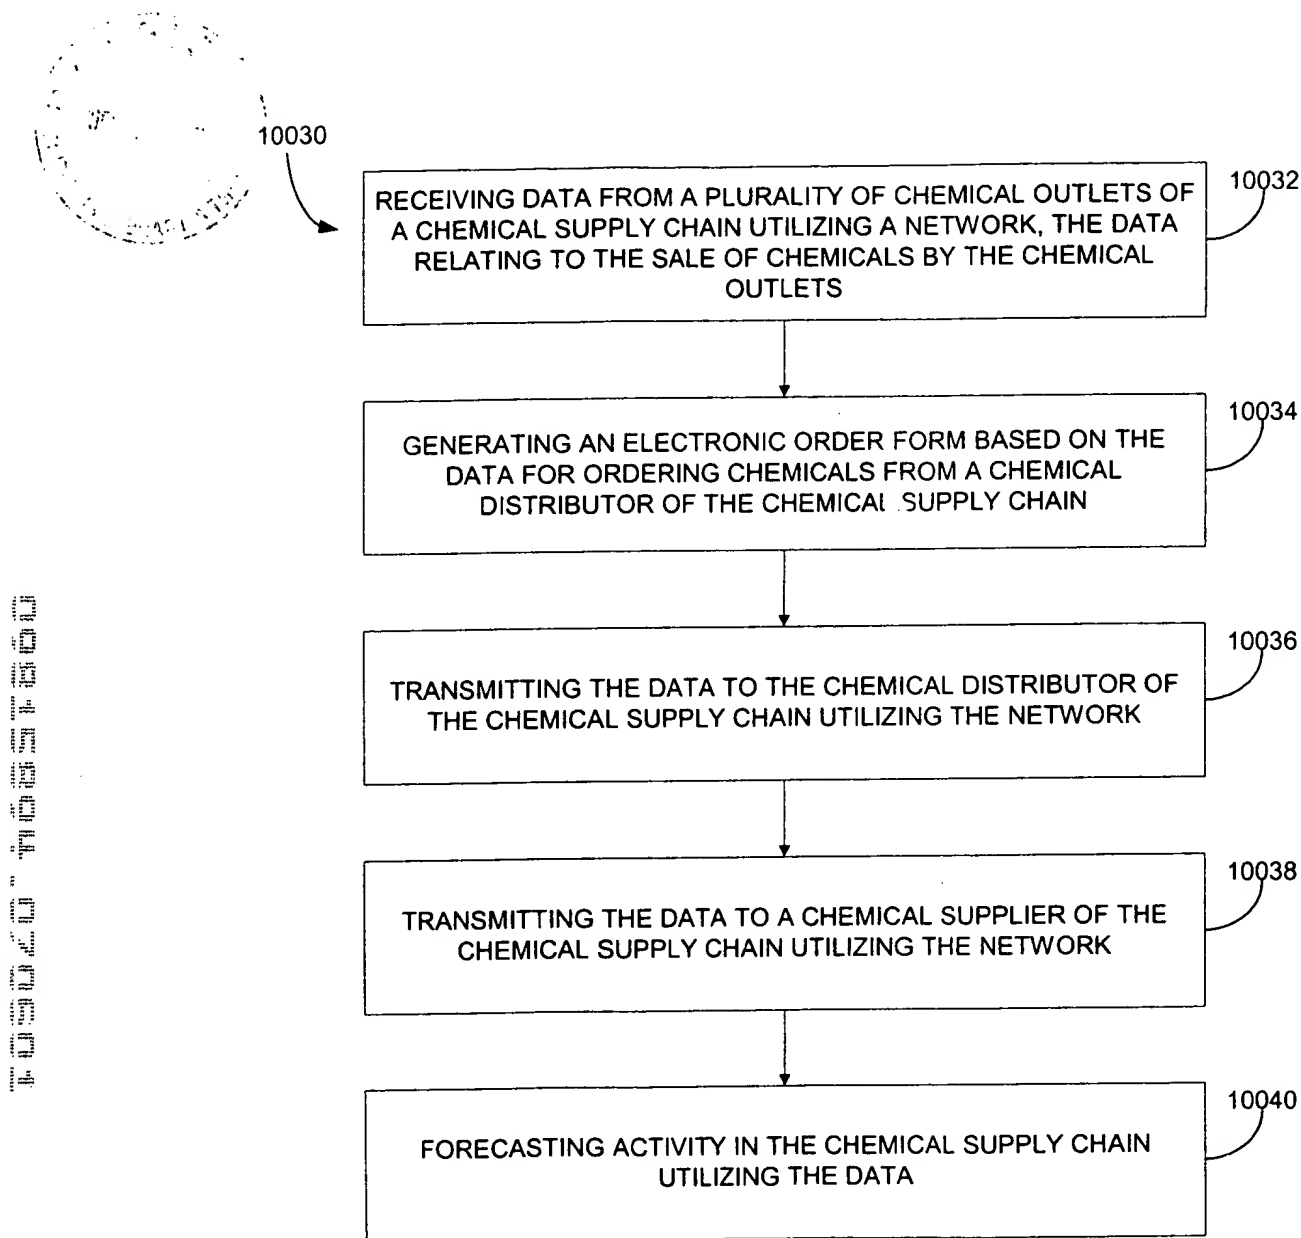 10030
RECEIVING DATA FROM A PLURALITY OF CHEMICAL OUTLETS OF
A CHEMICAL SUPPLY CHAIN UTILIZING A NETWORK, THE DATA
RELATING TO THE SALE OF CHEMICALS BY THE CHEMICAL
OUTLETS
10032
GENERATING AN ELECTRONIC ORDER FORM BASED ON THE
DATA FOR ORDERING CHEMICALS FROM A CHEMICAL
DISTRIBUTOR OF THE CHEMICAL SUPPLY CHAIN
10034
TRANSMITTING THE DATA TO THE CHEMICAL DISTRIBUTOR OF
THE CHEMICAL SUPPLY CHAIN UTILIZING THE NETWORK
10036
TRANSMITTING THE DATA TO A CHEMICAL SUPPLIER OF THE
CHEMICAL SUPPLY CHAIN UTILIZING THE NETWORK
10038
FORECASTING ACTIVITY IN THE CHEMICAL SUPPLY CHAIN
UTILIZING THE DATA
10040